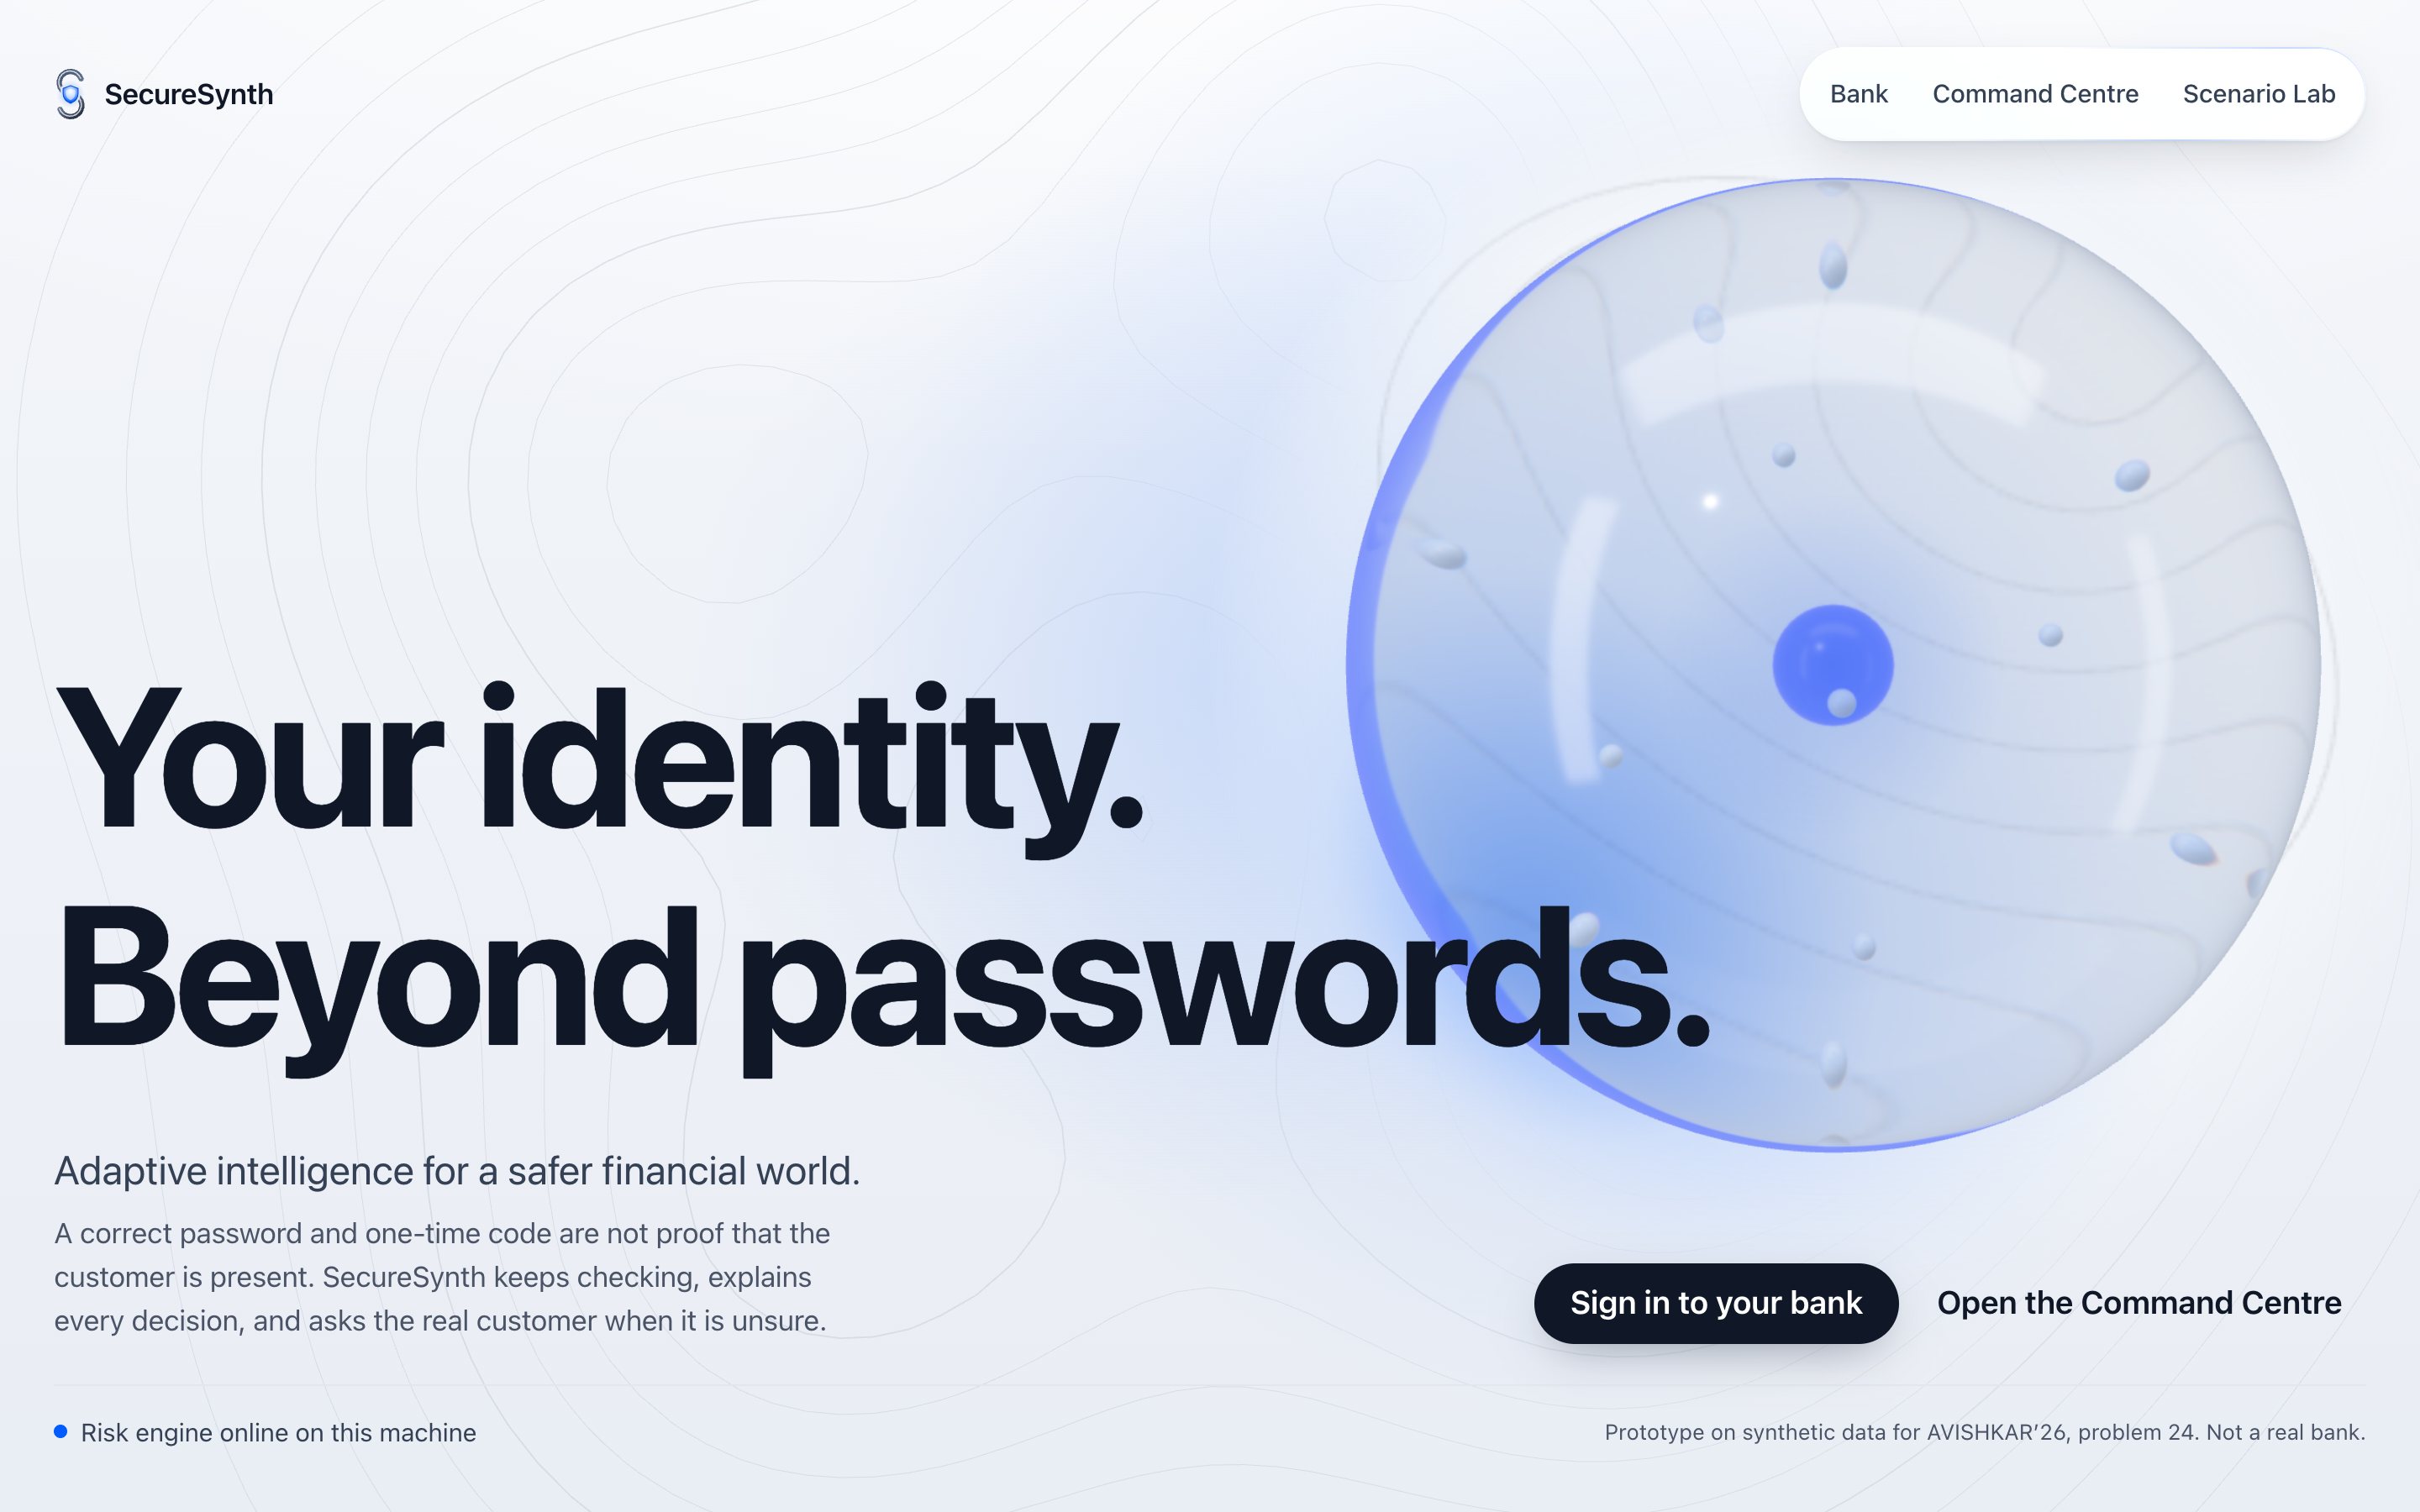 SecureSynth
Bank
Command Centre
Scenario Lab
Your identity.
Beyond passwords.
Adaptive intelligence for a safer financial world.
A correct password and one-time code are not proof that the
customer is present. SecureSynth keeps checking, explains
every decision, and asks the real customer when it is unsure.
Sign in to your bank
Open the Command Centre
Risk engine online on this machine
Prototype on synthetic data for AVISHKAR’26, problem 24. Not a real bank.